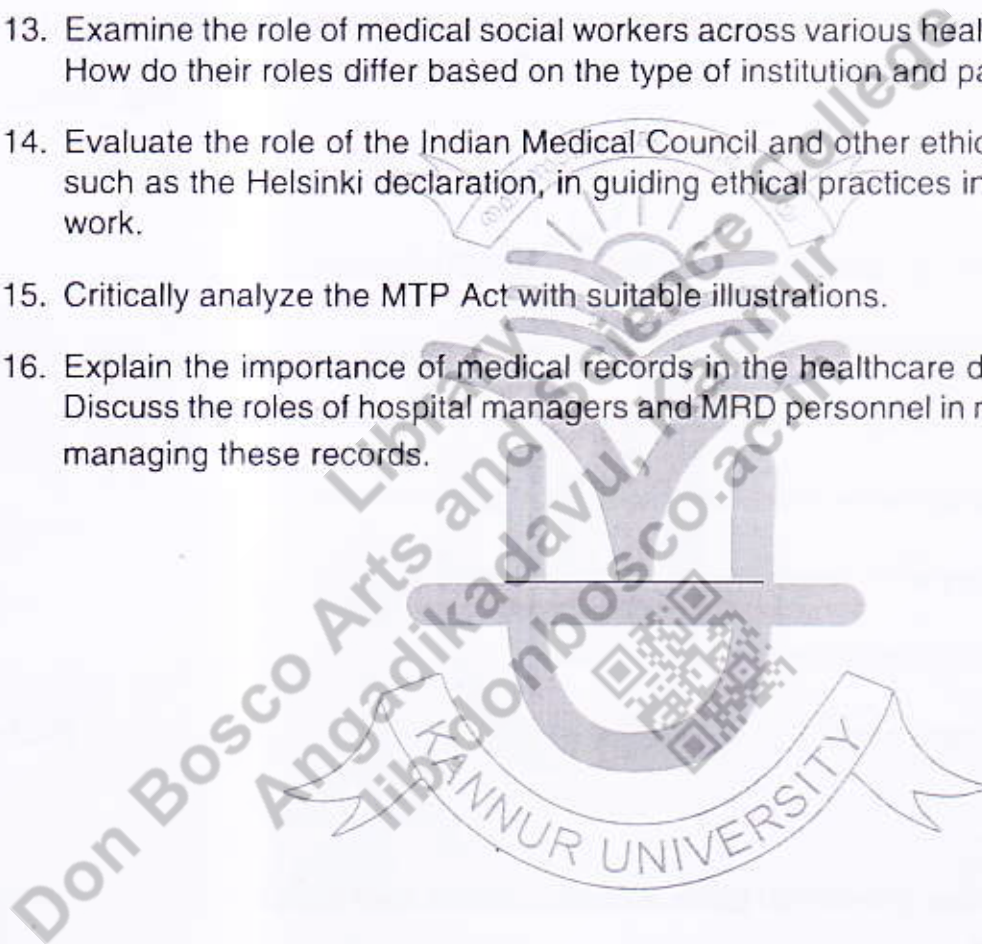 13. Examine the role of medical social workers across various heal
How do their roles differ based on the type of institution and pa
14. Evaluate the role of the Indian Medical Council and other ethic
such as the Helsinki declaration, in guiding ethical practices in
work.
15. Critically analyze the MTP Act with suitable illustrations.
16. Explain the importance of medical records in the healthcare d
Discuss the roles of hospital managers and MRD personnel in r
managing these records.
Library
Don Bosco Arts and Science College
Angadikadavu, Kannur
lib.donbosco.ac.in
KANNUR UNIVERSITY